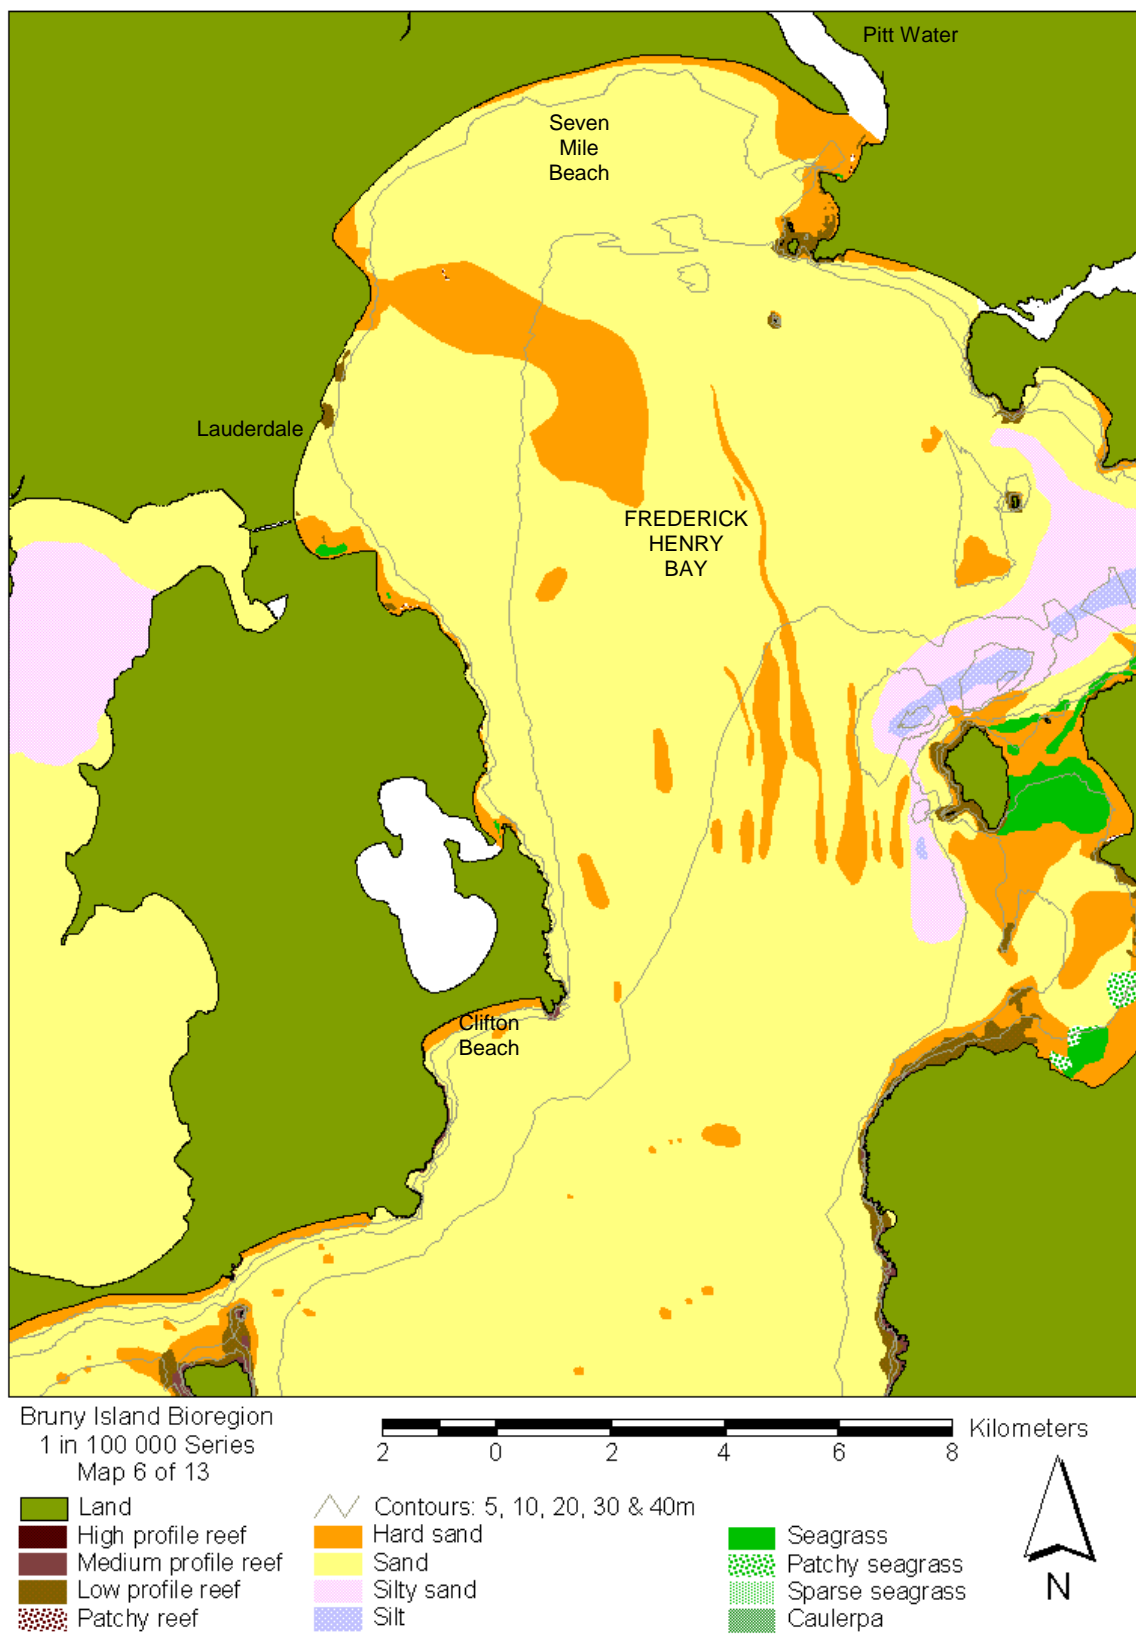 Pitt Water
Seven
Mile
Beach
Lauderdale
FREDERICK
HENRY
BAY
Clifton
Beach
Bruny Island Bioregion
1 in 100 000 Series
Map 6 of 13
2 0 2 4 6 8 Kilometers
Land
High profile reef
Medium profile reef
Low profile reef
Patchy reef
Contours: 5, 10, 20, 30 & 40m
Hard sand
Sand
Silty sand
Silt
Seagrass
Patchy seagrass
Sparse seagrass
Caulerpa
N